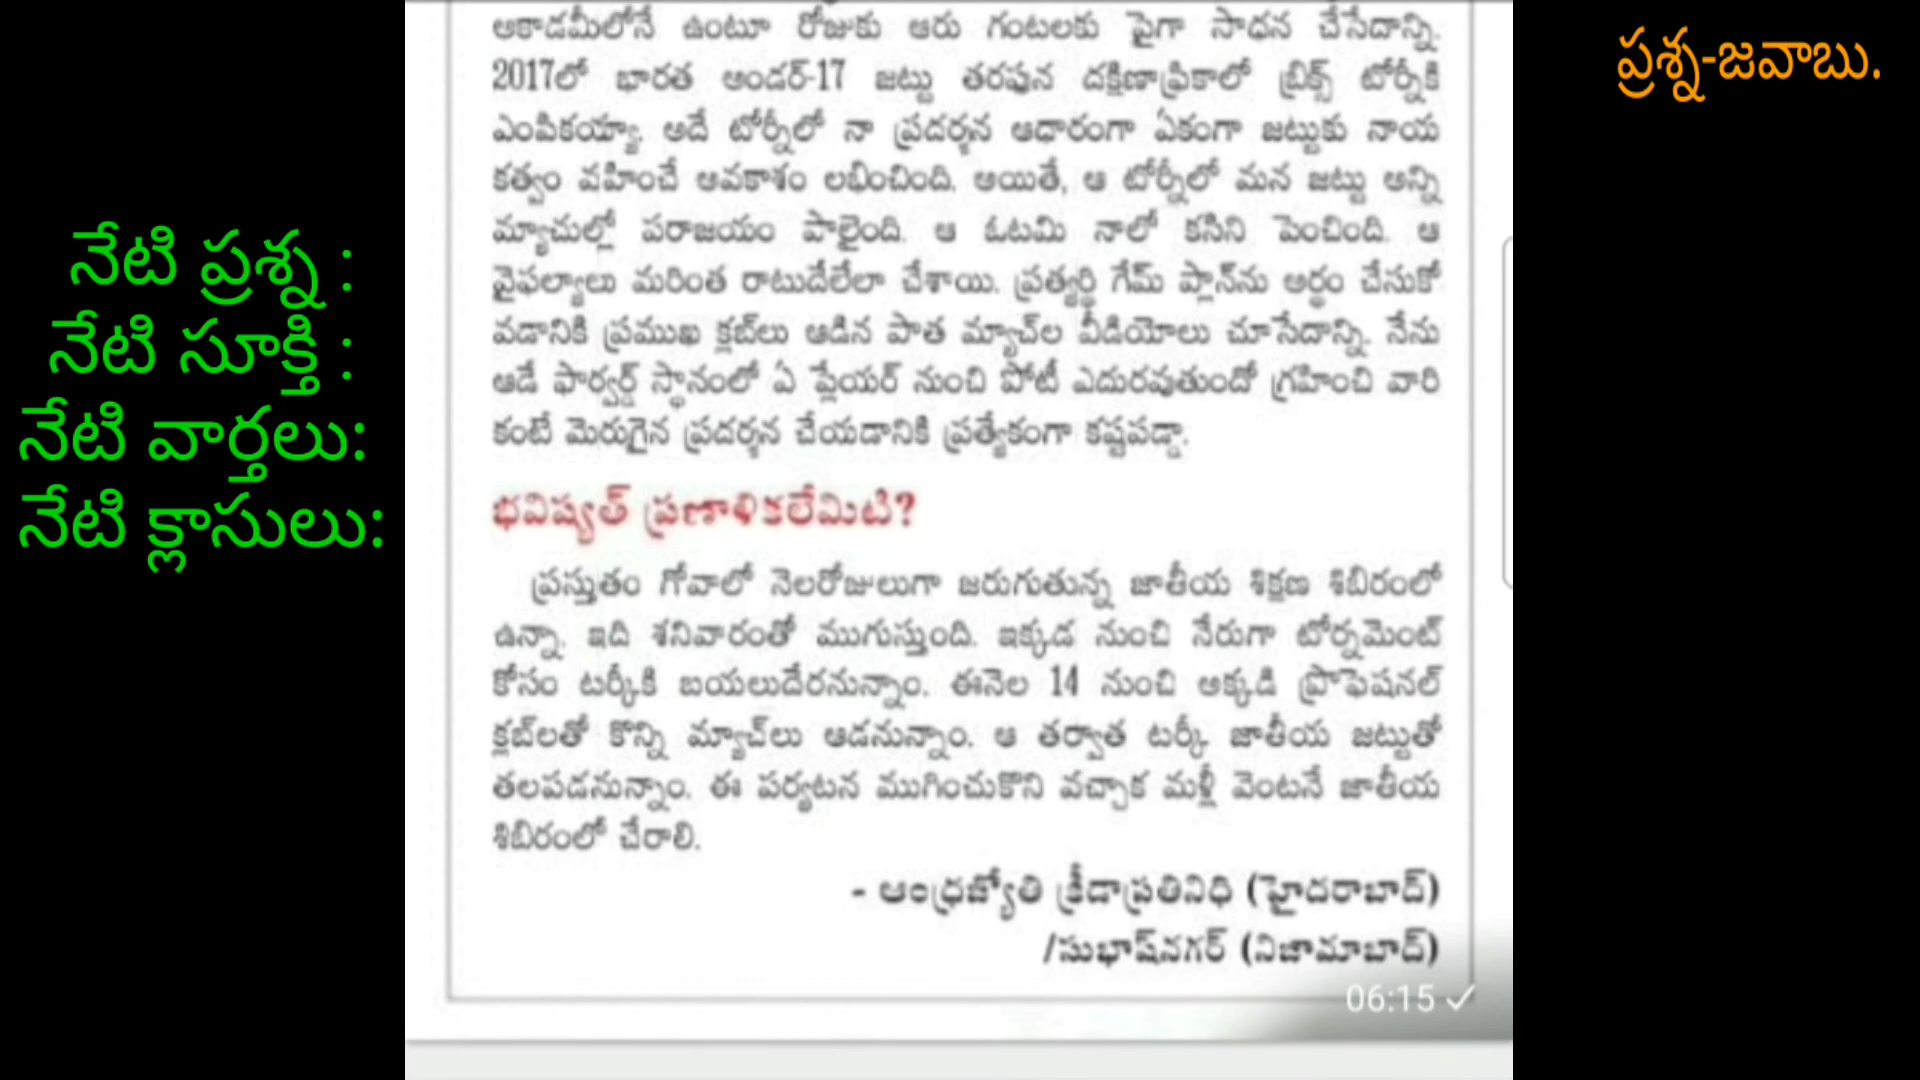 ప్రశ్న-జవాబు.
నేటి ప్రశ్న :
నేటి సూక్తి :
నేటి వార్తలు:
నేటి క్లాసులు:
అకాడమీలోనే ఉంటూ రోజుకు ఆరు గంటలకు పైగా సాధన చేసేదాన్ని.
2017లో భారత అండర్-17 జట్టు తరఫున దక్షిణాఫ్రికాలో బ్రిక్స్ టోర్నీకి
ఎంపికయ్యా. అదే టోర్నీలో నా ప్రదర్శన ఆధారంగా ఏకంగా జట్టుకు నాయ
కత్వం వహించే అవకాశం లభించింది. అయితే, ఆ టోర్నీలో మన జట్టు అన్ని
మ్యాచుల్లో పరాజయం పాలైంది. ఆ ఓటమి నాలో కసిని పెంచింది. ఆ
వైఫల్యాలు మరింత రాటుదేలేలా చేశాయి. ప్రత్యర్థి గేమ్ ప్లాన్‌ను అర్థం చేసుకో
వడానికి ప్రముఖ క్లబ్‌లు ఆడిన పాత మ్యాచ్‌ల వీడియోలు చూసేదాన్ని. నేను
ఆడే ఫార్వర్డ్ స్థానంలో ఏ ప్లేయర్ నుంచి పోటీ ఎదురవుతుందో గ్రహించి వారి
కంటే మెరుగైన ప్రదర్శన చేయడానికి ప్రత్యేకంగా కష్టపడ్డా.
భవిష్యత్ ప్రణాళికలేమిటి?
ప్రస్తుతం గోవాలో నెలరోజులుగా జరుగుతున్న జాతీయ శిక్షణ శిబిరంలో
ఉన్నా. ఇది శనివారంతో ముగుస్తుంది. ఇక్కడ నుంచి నేరుగా టోర్నమెంట్
కోసం టర్కీకి బయలుదేరనున్నాం. ఈనెల 14 నుంచి అక్కడి ప్రొఫెషనల్
క్లబ్‌లతో కొన్ని మ్యాచ్‌లు ఆడనున్నాం. ఆ తర్వాత టర్కీ జాతీయ జట్టుతో
తలపడనున్నాం. ఈ పర్యటన ముగించుకొని వచ్చాక మళ్లీ వెంటనే జాతీయ
శిబిరంలో చేరాలి.
- ఆంధ్రజ్యోతి క్రీడాప్రతినిధి (హైదరాబాద్)
/సుభాష్‌నగర్ (నిజామాబాద్)
06:15